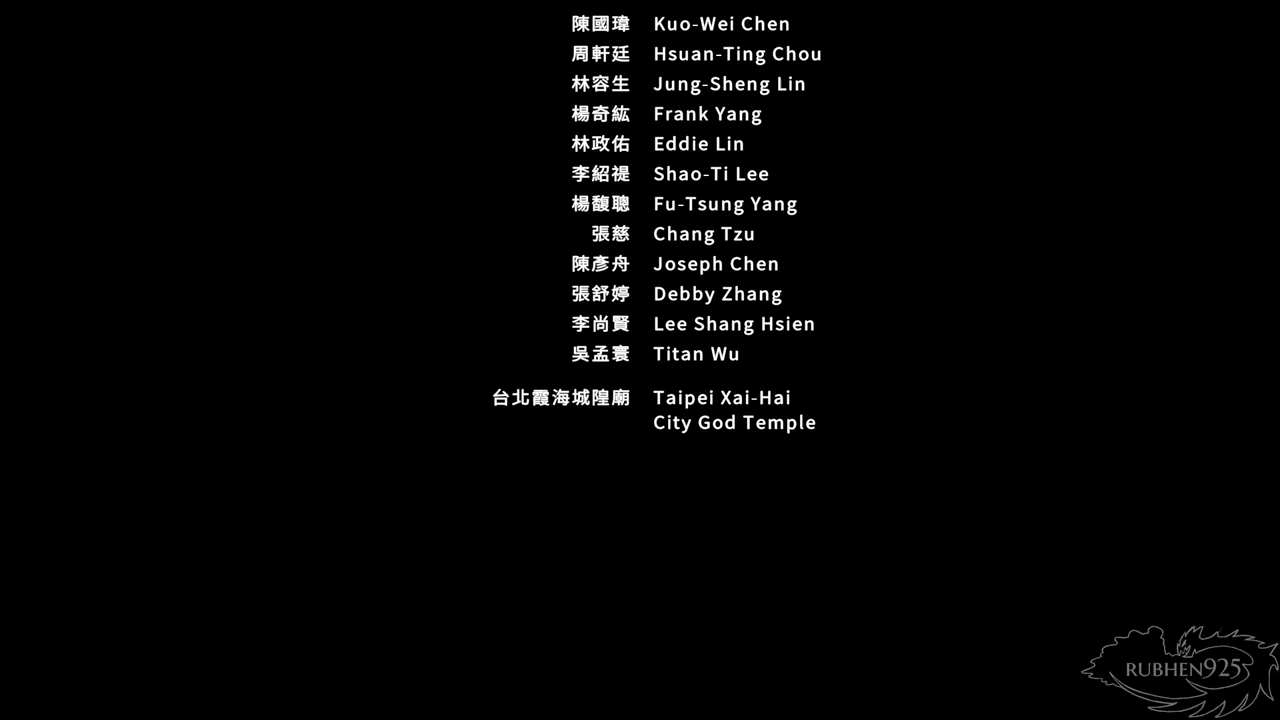 陳國瑋 Kuo-Wei Chen
周軒廷 Hsuan-Ting Chou
林容生 Jung-Sheng Lin
楊奇紘 Frank Yang
林政佑 Eddie Lin
李紹禔 Shao-Ti Lee
楊馥聰 Fu-Tsung Yang
張慈 Chang Tzu
陳彥舟 Joseph Chen
張舒婷 Debby Zhang
李尚賢 Lee Shang Hsien
吳孟寰 Titan Wu
台北霞海城隍廟 Taipei Xai-Hai
City God Temple
RUBHEN925